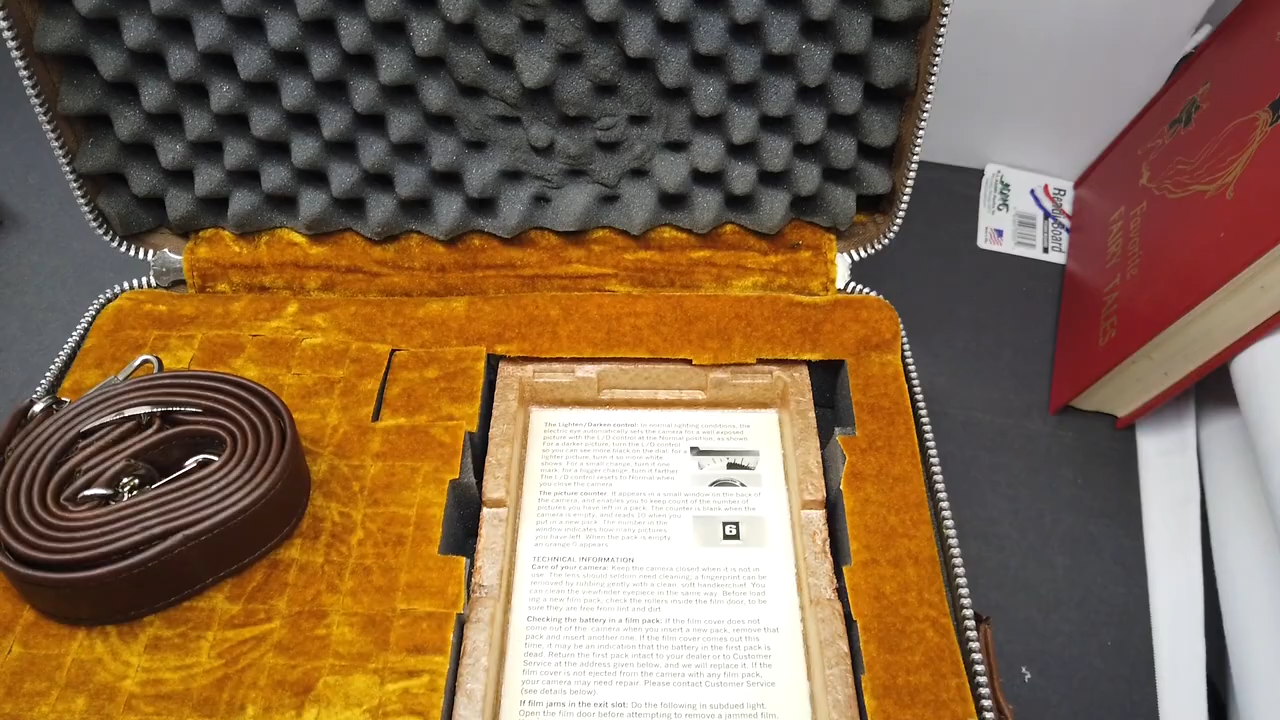 The Lighten/Darken control: In normal lighting conditions, the
electric eye automatically sets the camera for a well exposed
picture with the L/D control at the Normal position, as shown.
For a darker picture, turn the L/D control
so you can see more black on the dial; for a
lighter picture, turn it so more white
shows. For a small change, turn it one
mark; for a bigger change, turn it farther.
The L/D control resets to Normal when
you close the camera.
The picture counter. It appears in a small window on the back of
the camera, and enables you to keep count of the number of
pictures you have left in a pack. The counter is blank when the
camera is empty, and reads 10 when you
put in a new pack. The number in the
window indicates how many pictures
you have left. When the pack is empty,
an orange 0 appears.
6
TECHNICAL INFORMATION
Care of your camera: Keep the camera closed when it is not in
use. The lens should seldom need cleaning; a fingerprint can be
removed by rubbing gently with a clean, soft handkerchief. You
can clean the viewfinder eyepiece in the same way. Before load
ing a new film pack, check the rollers inside the film door, to be
sure they are free from lint and dirt.
Checking the battery in a film pack: If the film cover does not
come out of the camera when you insert a new pack, remove that
pack and insert another one. If the film cover comes out this
time, it may be an indication that the battery in the first pack is
dead. Return the first pack intact to your dealer or to Customer
Service at the address given below, and we will replace it. If the
film cover is not ejected from the camera with any film pack,
your camera may need repair. Please contact Customer Service
(see details below).
If film jams in the exit slot: Do the following in subdued light.
Open the film door before attempting to remove a jammed film.
Favorite
FAIRY TALES
Readi-Board